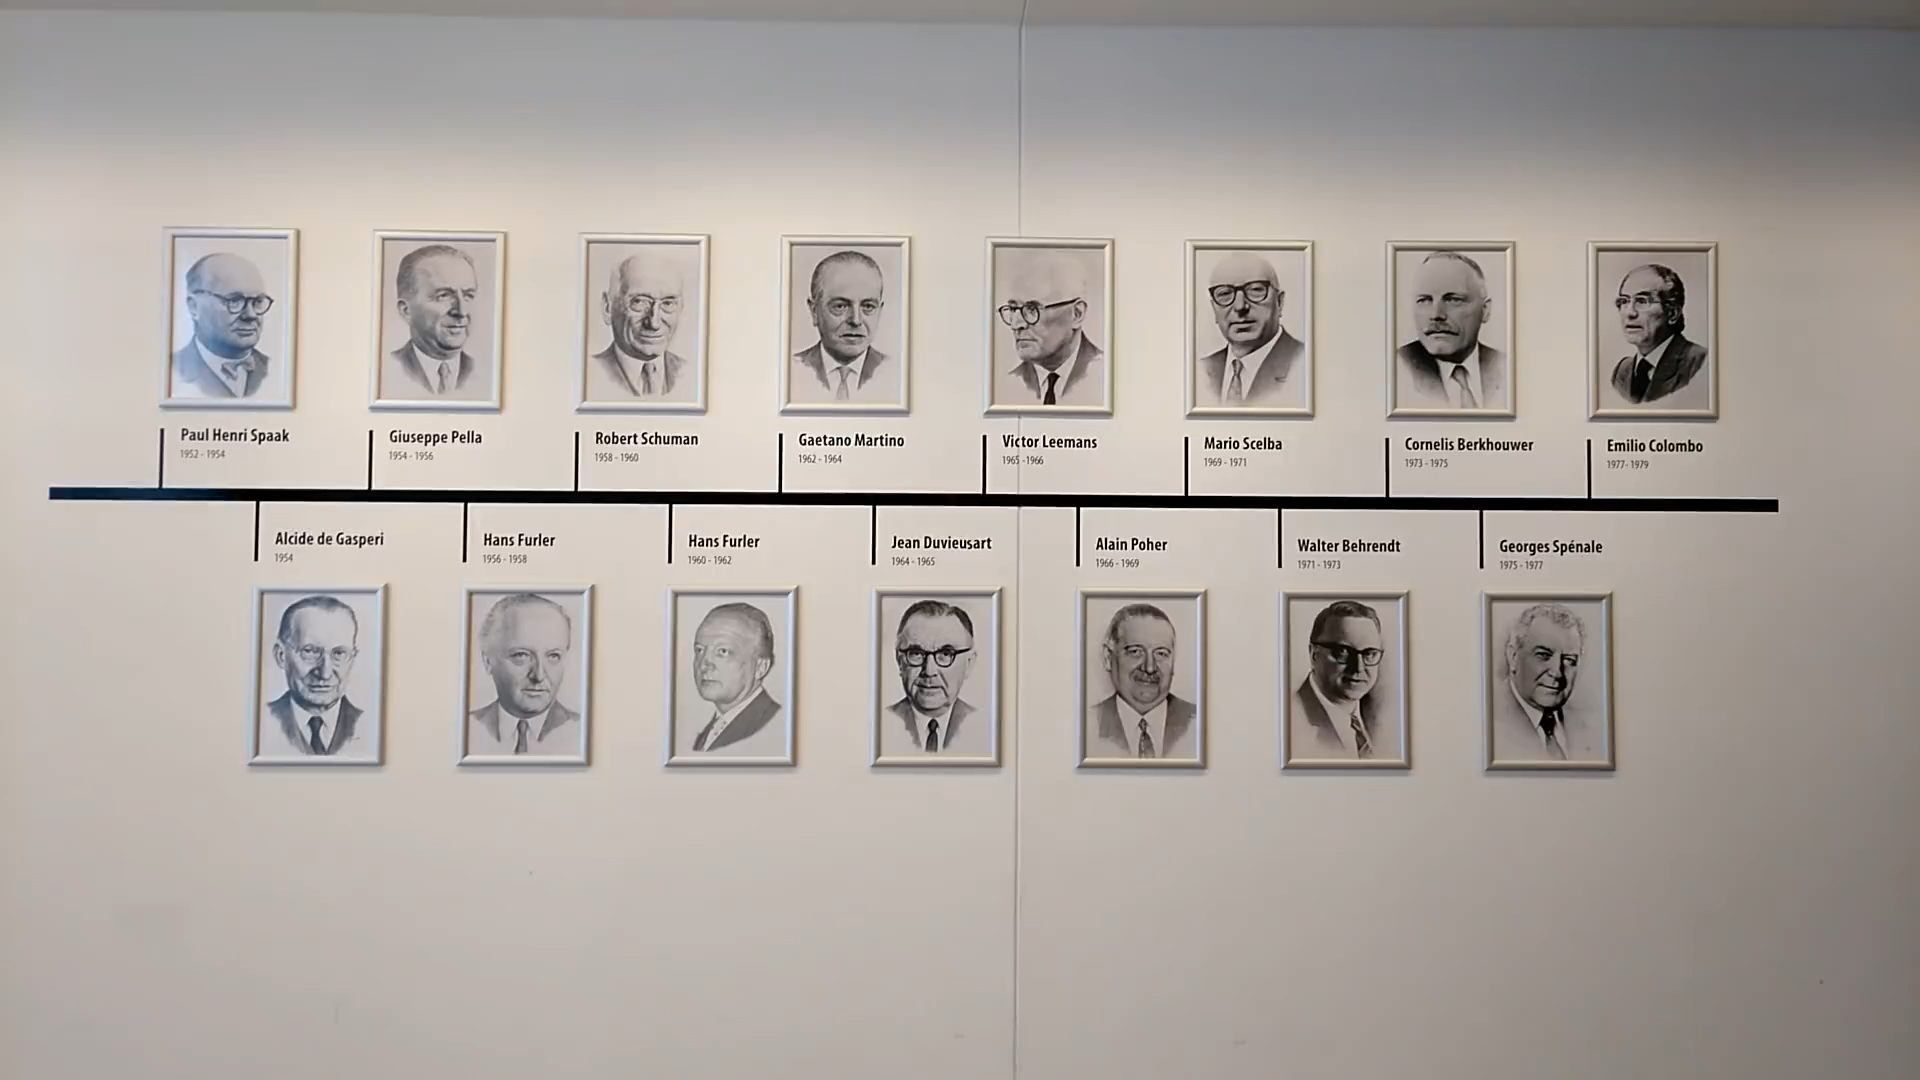 Paul Henri Spaak
1952 - 1954
Giuseppe Pella
1954 - 1956
Robert Schuman
1958 - 1960
Gaetano Martino
1962 - 1964
Victor Leemans
1965 -1966
Mario Scelba
1969 - 1971
Cornelis Berkhouwer
1973 - 1975
Emilio Colombo
1977- 1979
Alcide de Gasperi
1954
Hans Furler
1956 - 1958
Hans Furler
1960 - 1962
Jean Duvieusart
1964 - 1965
Alain Poher
1966 - 1969
Walter Behrendt
1971 - 1973
Georges Spénale
1975 - 1977